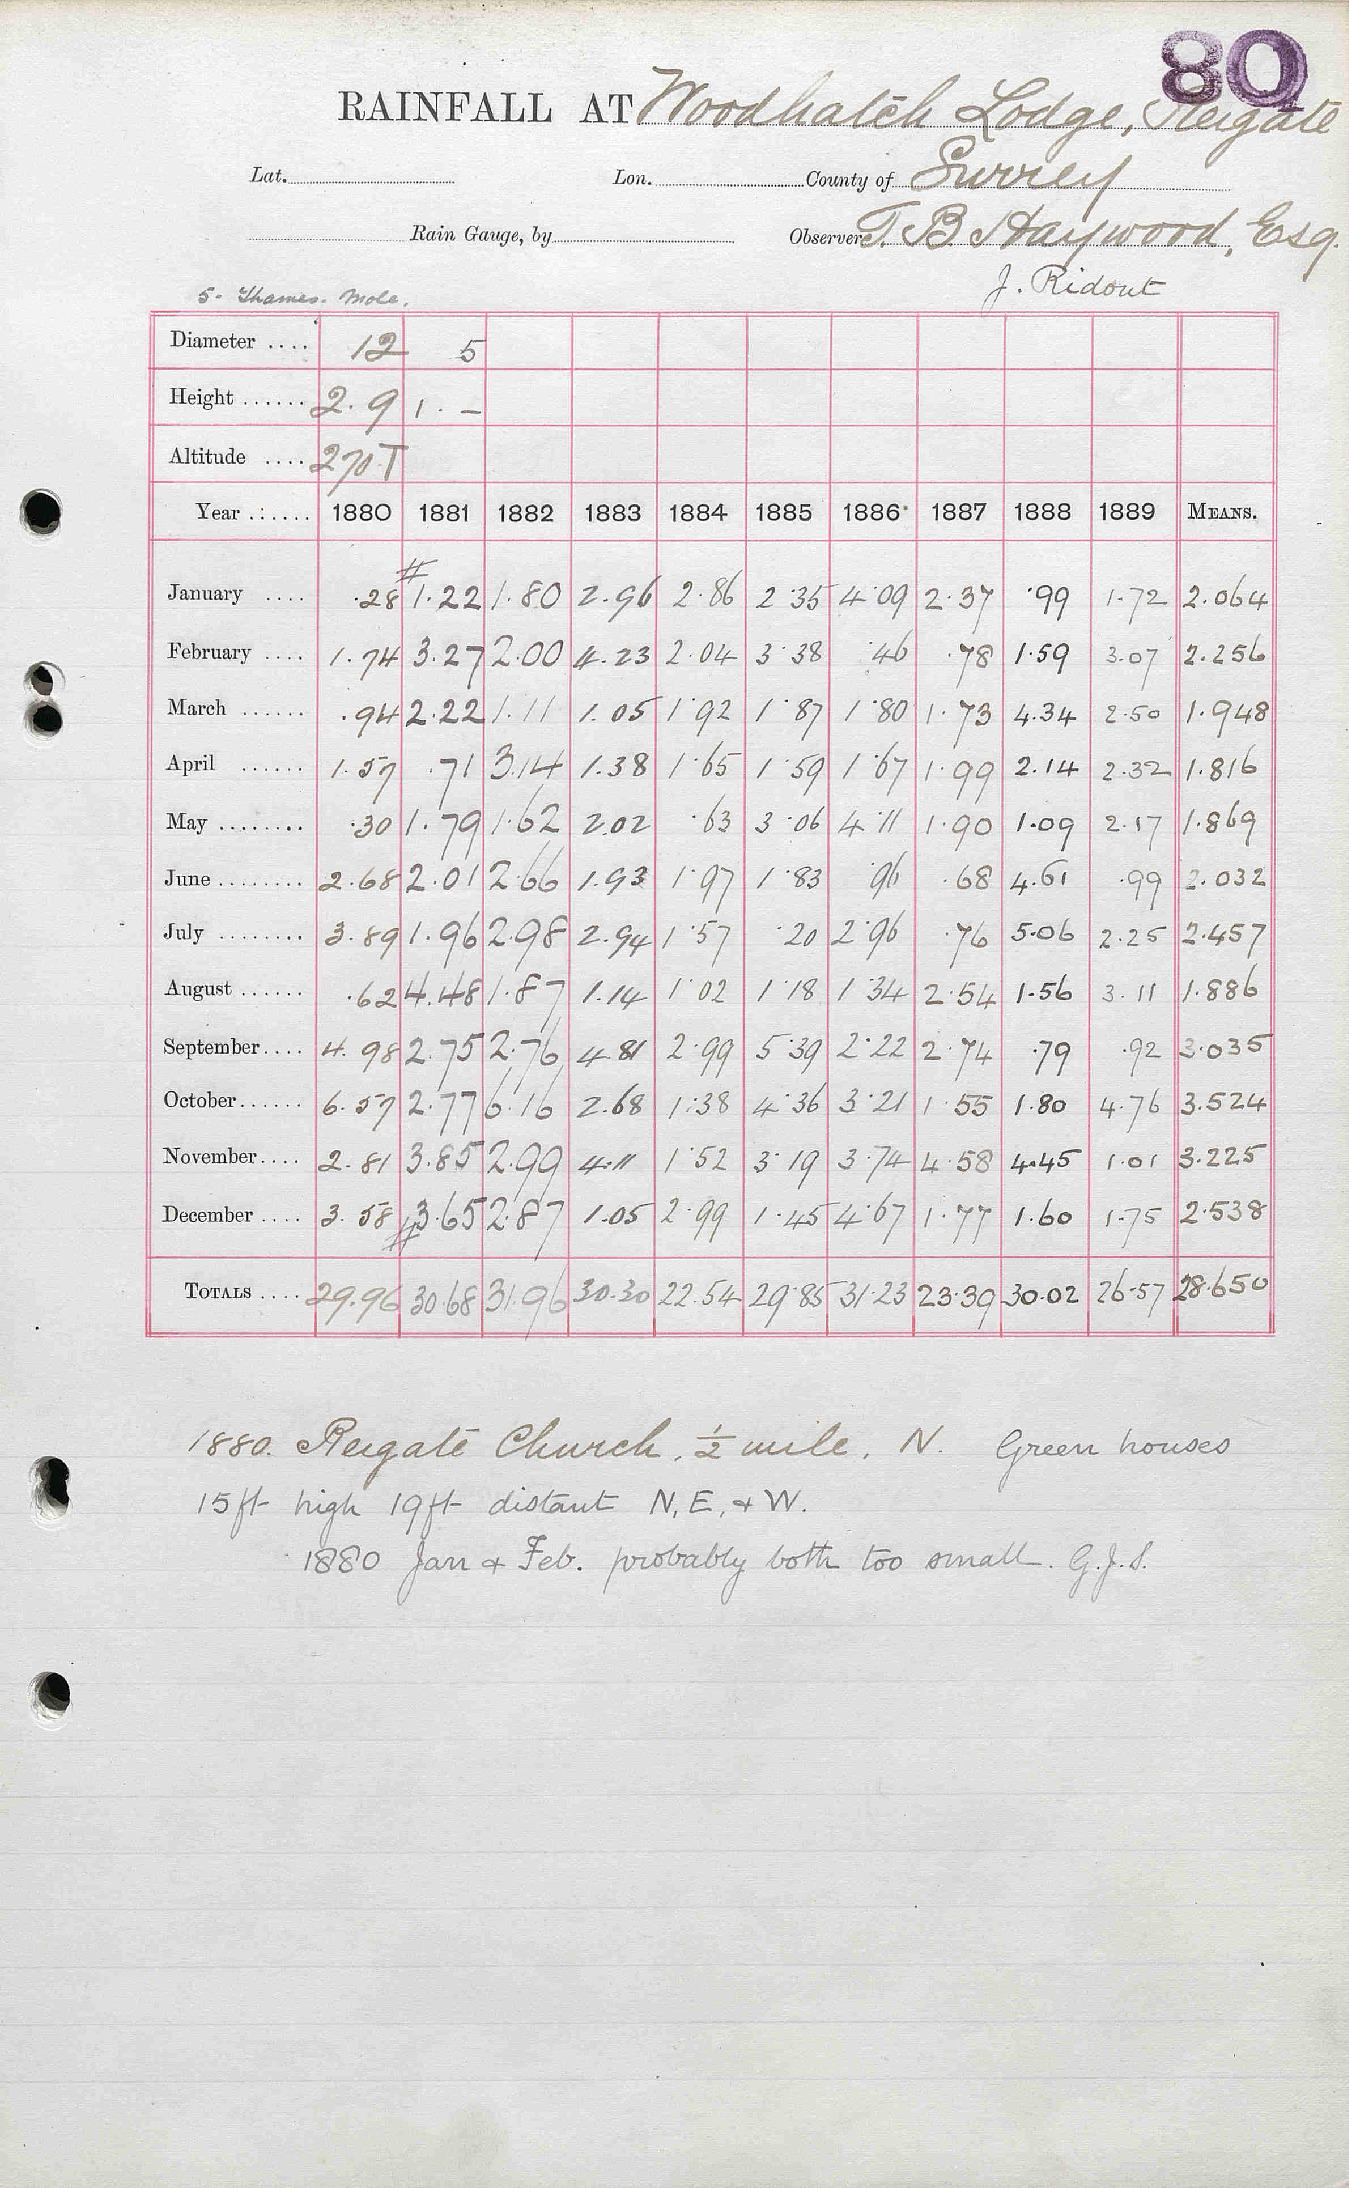 80
RAINFALL AT Woodhatch Lodge, Reigate
Lat. Lon. County of Surrey
Rain Gauge, by Observer T. B. Haywood, Esq.
J. Ridout
5- Thames. Mole.
Diameter .... 12 5
Height ...... 2.9 1. –
Altitude .... 270.T
Year ...... 1880 1881 1882 1883 1884 1885 1886 1887 1888 1889 MEANS.
January .... .28 #1.22 1.80 2.96 2.86 2.35 4.09 2.37 .99 1.72 2.064
February .... 1.74 3.27 2.00 4.23 2.04 3.38 .46 .78 1.59 3.07 2.256
March ...... .94 2.22 1.11 1.05 1.92 1.87 1.80 1.73 4.34 2.50 1.948
April ...... 1.57 .71 3.14 1.38 1.65 1.59 1.67 1.99 2.14 2.32 1.816
May ........ .30 1.79 1.62 2.02 .63 3.06 4.11 1.90 1.09 2.17 1.869
June ........ 2.68 2.01 2.66 1.93 1.97 1.83 .96 .68 4.61 .99 2.032
July ........ 3.89 1.96 2.98 2.94 1.57 .20 2.96 .76 5.06 2.25 2.457
August ...... .62 4.48 1.87 1.14 1.02 1.18 1.34 2.54 1.56 3.11 1.886
September .... 4.98 2.75 2.76 4.81 2.99 5.39 2.22 2.74 .79 .92 3.035
October ...... 6.57 2.77 6.16 2.68 1.38 4.36 3.21 1.55 1.80 4.76 3.524
November .... 2.81 3.85 2.99 4.11 1.52 3.19 3.74 4.58 4.45 1.01 3.225
December .... 3.58 #3.65 2.87 1.05 2.99 1.45 4.67 1.77 1.60 1.75 2.538
TOTALS .... 29.96 30.68 31.96 30.30 22.54 29.85 31.23 23.39 30.02 26.57 28.650
1880. Reigate Church, ½ mile, N. Green houses
15ft high 19ft distant N, E, + W.
1880 Jan + Feb. probably both too small. G.J.S.